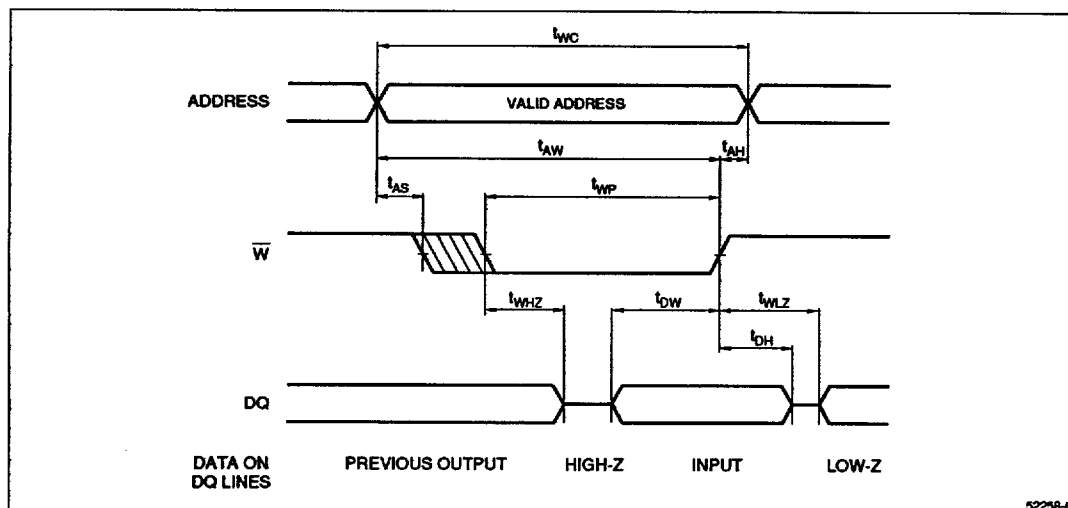 tWC
ADDRESS
VALID ADDRESS
tAW
tAH
tAS
tWP
W
tWHZ
tDW
tWLZ
tDH
DQ
DATA ON DQ LINES
PREVIOUS OUTPUT
HIGH-Z
INPUT
LOW-Z